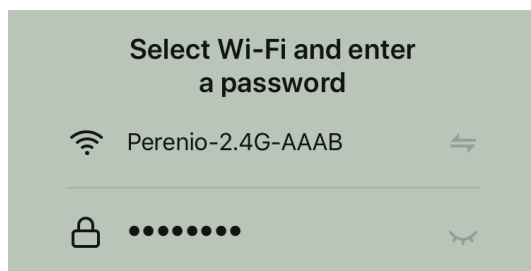 Select Wi-Fi and enter
a password
Perenio-2.4G-AAAB
••••••••